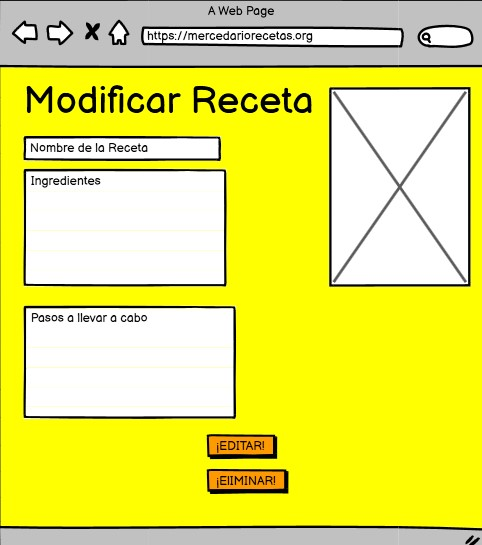 A Web Page
https://mercedariorecetas.org
Modificar Receta
Nombre de la Receta
Ingredientes
Pasos a llevar a cabo
¡EDITAR!
¡ElIMINAR!